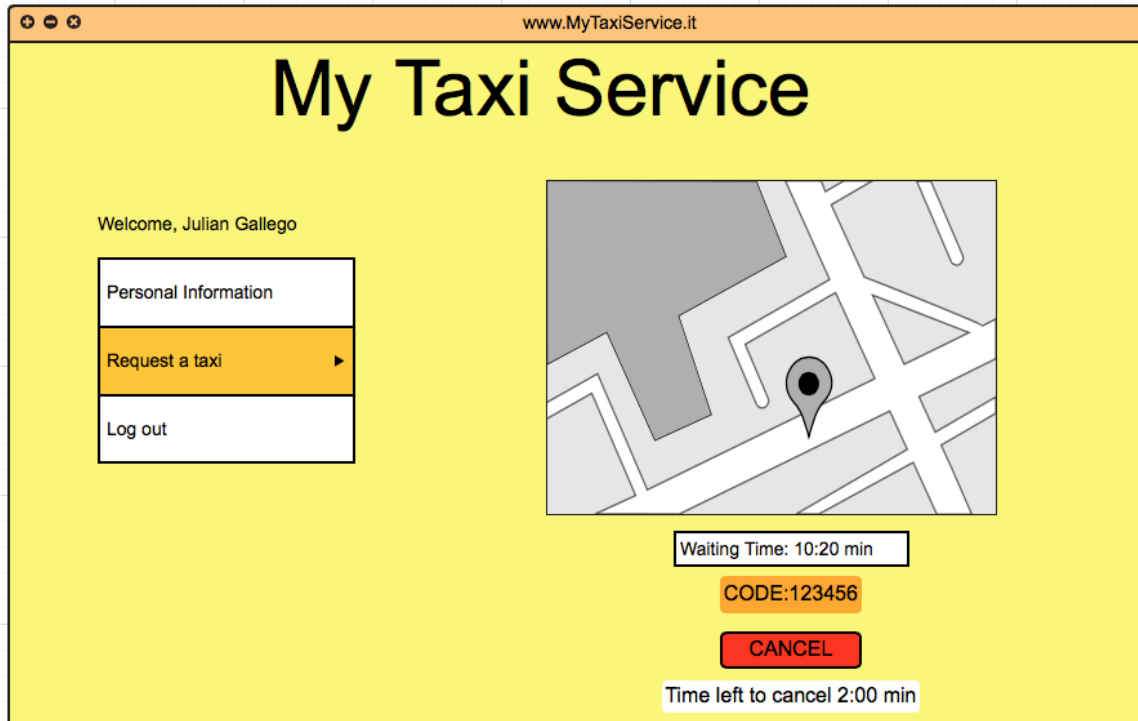 www.MyTaxiService.it
My Taxi Service
Welcome, Julian Gallego
Personal Information
Request a taxi
Log out
Waiting Time: 10:20 min
CODE:123456
CANCEL
Time left to cancel 2:00 min